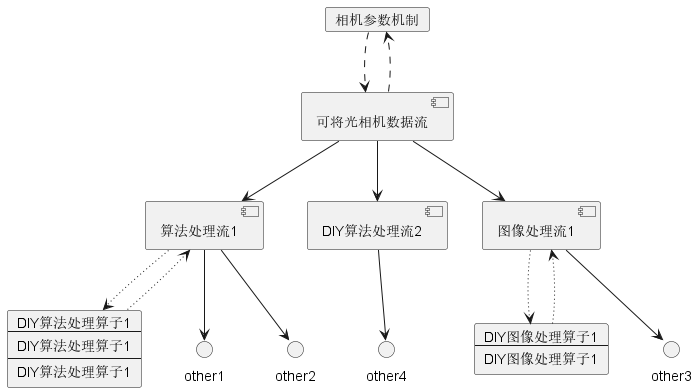 相机参数机制
可将光相机数据流
算法处理流1
DIY算法处理流2
图像处理流1
DIY算法处理算子1
DIY算法处理算子1
DIY算法处理算子1
DIY图像处理算子1
DIY图像处理算子1
other1
other2
other4
other3